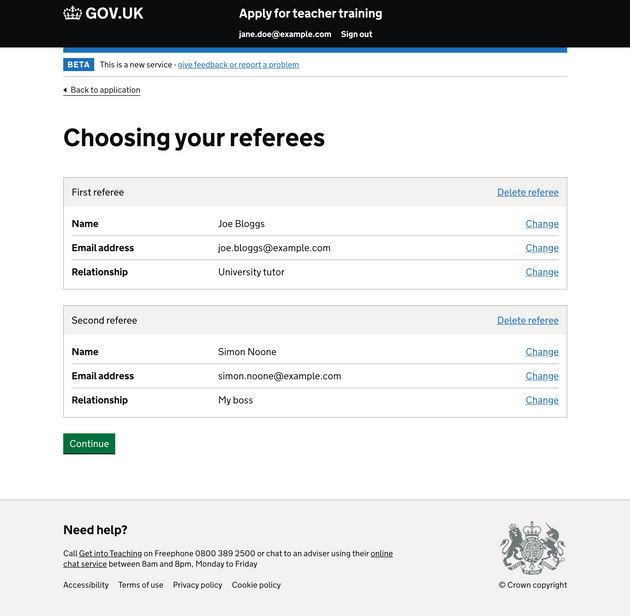 GOV.UK
Apply for teacher training
jane.doe@example.com Sign out
BETA This is a new service - give feedback or report a problem
Back to application
Choosing your referees
First referee Delete referee
Name Joe Bloggs Change
Email address joe.bloggs@example.com Change
Relationship University tutor Change
Second referee Delete referee
Name Simon Noone Change
Email address simon.noone@example.com Change
Relationship My boss Change
Continue
Need help?
Call Get into Teaching on Freephone 0800 389 2500 or chat to an adviser using their online
chat service between 8am and 8pm, Monday to Friday
Accessibility Terms of use Privacy policy Cookie policy
© Crown copyright